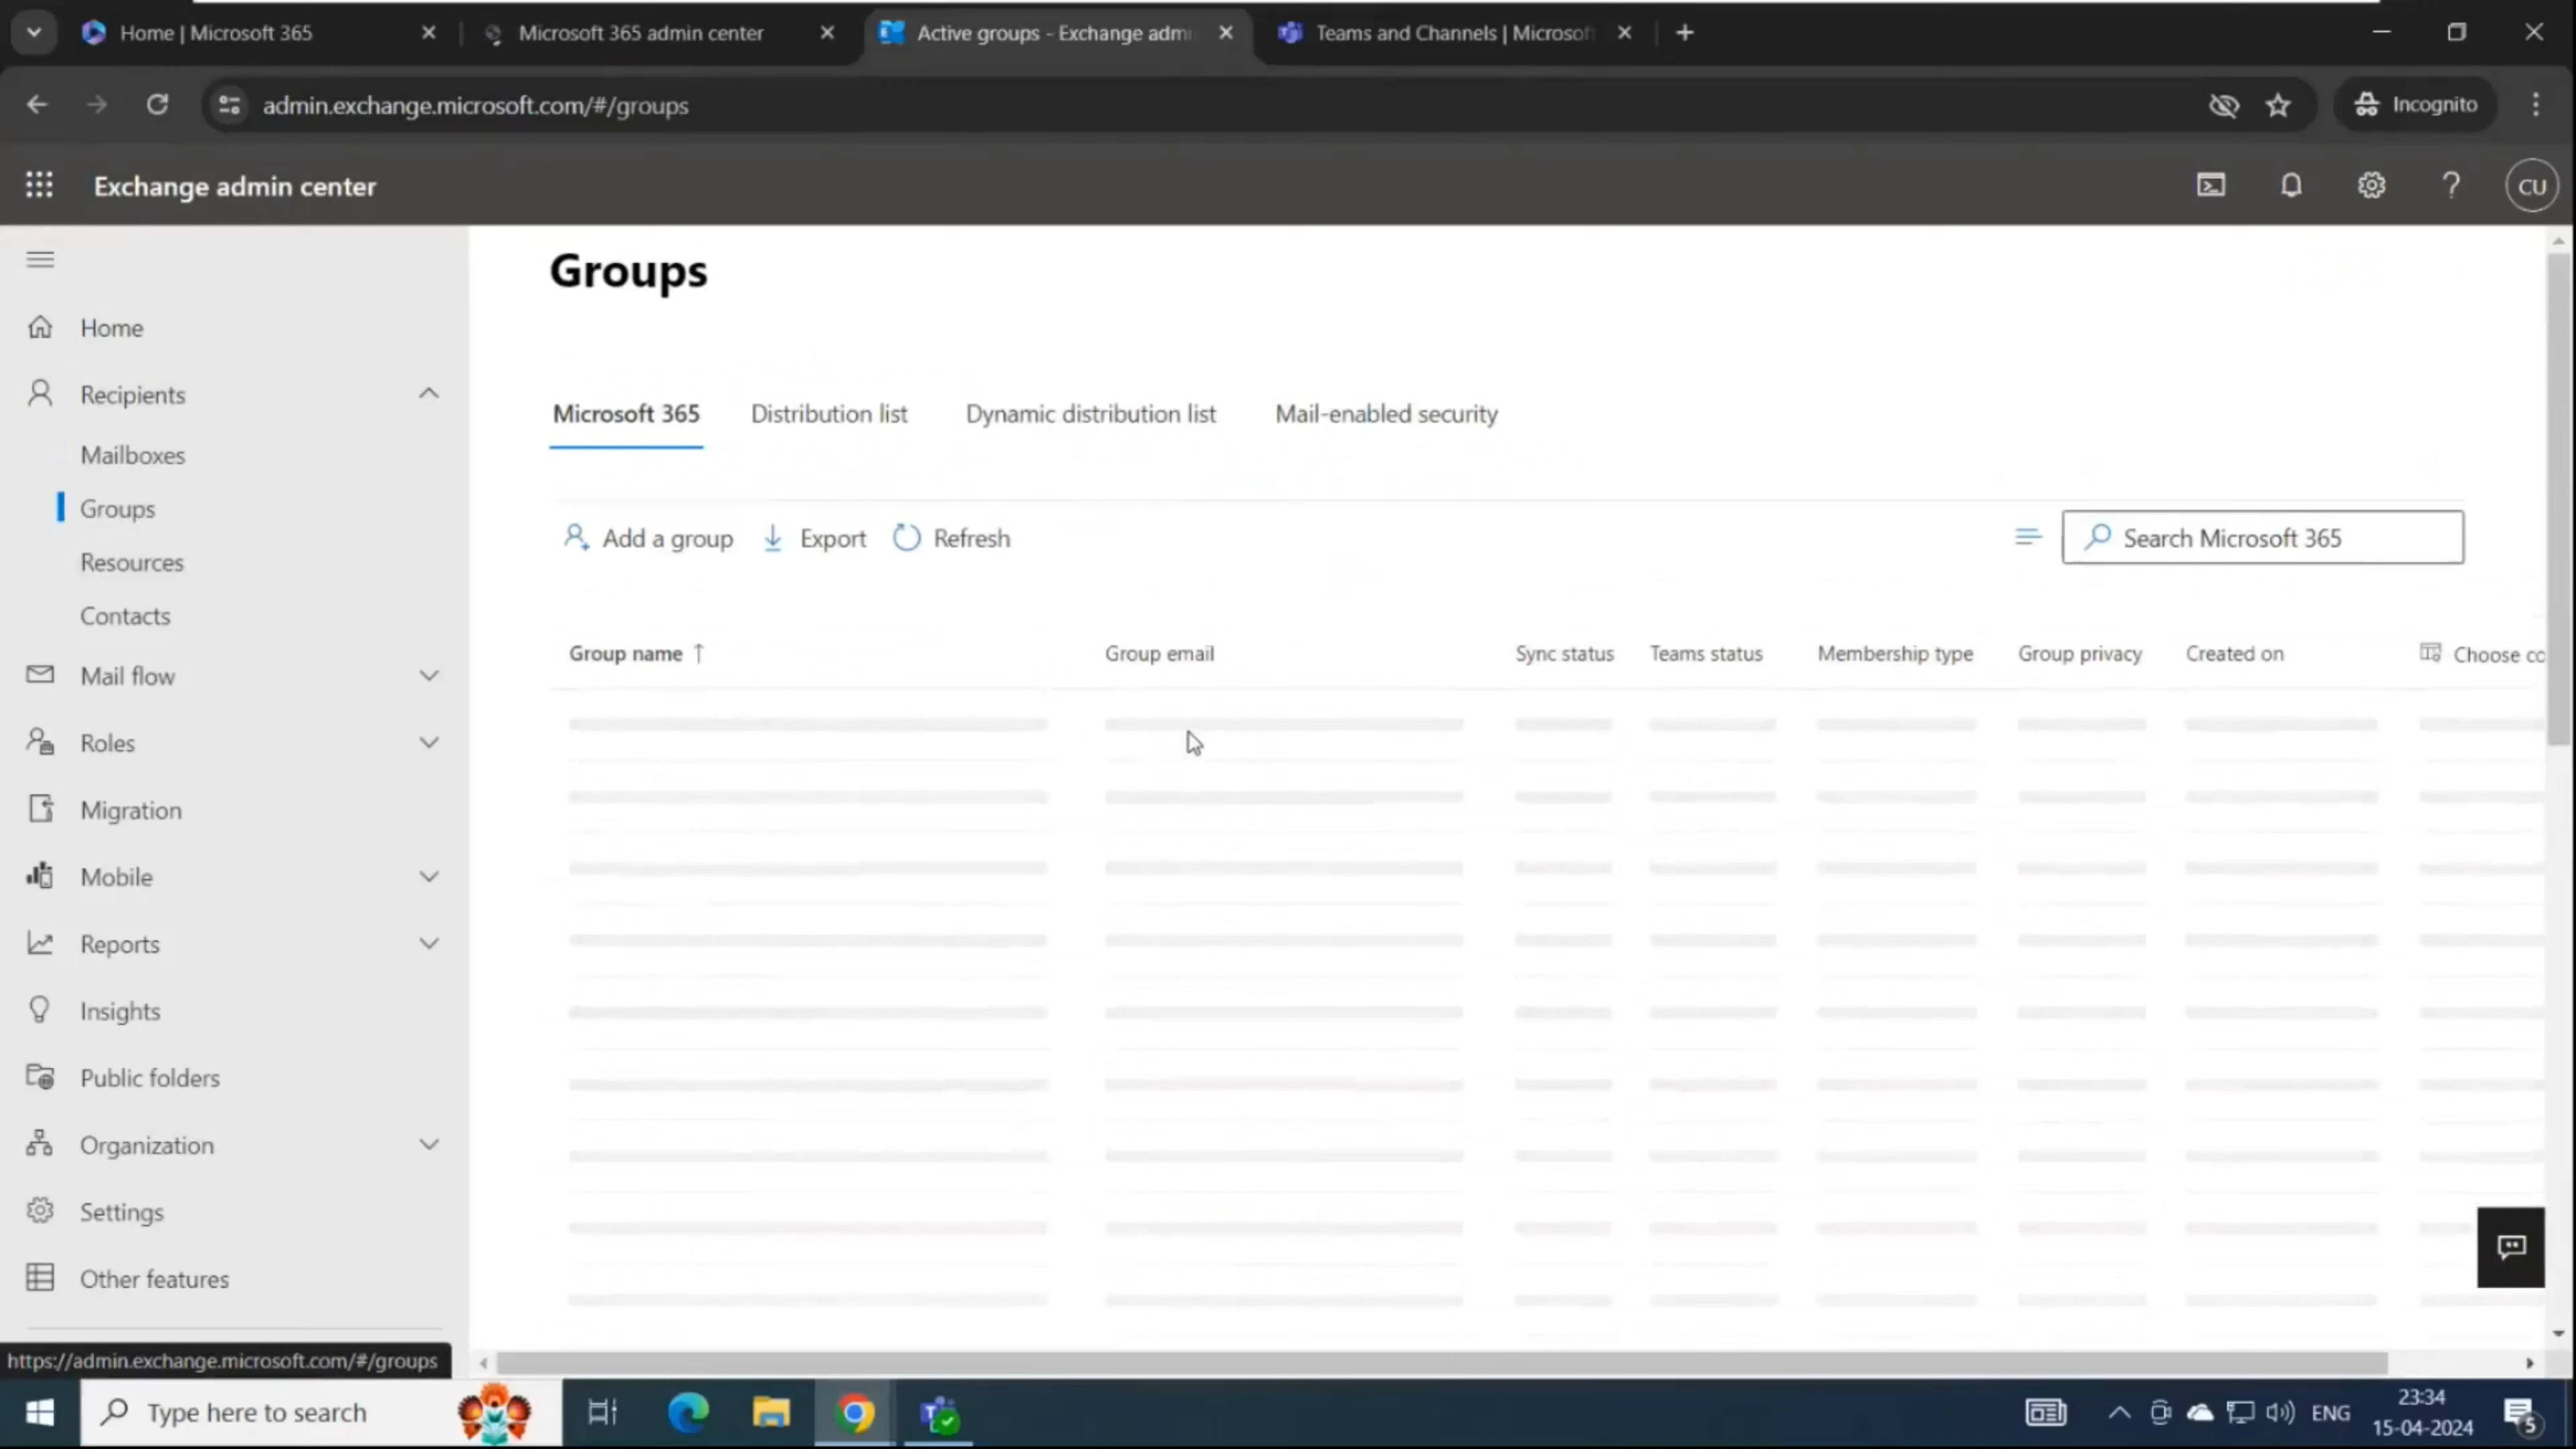 Home | Microsoft 365
Microsoft 365 admin center
Active groups - Exchange admi
Teams and Channels | Microsof
admin.exchange.microsoft.com/#/groups
Incognito
Exchange admin center
CU
Groups
Home
Recipients
Mailboxes
Groups
Resources
Contacts
Mail flow
Roles
Migration
Mobile
Reports
Insights
Public folders
Organization
Settings
Other features
Microsoft 365
Distribution list
Dynamic distribution list
Mail-enabled security
Add a group
Export
Refresh
Search Microsoft 365
Group name ↑
Group email
Sync status
Teams status
Membership type
Group privacy
Created on
Choose co
https://admin.exchange.microsoft.com/#/groups
Type here to search
ENG
23:34
15-04-2024
5